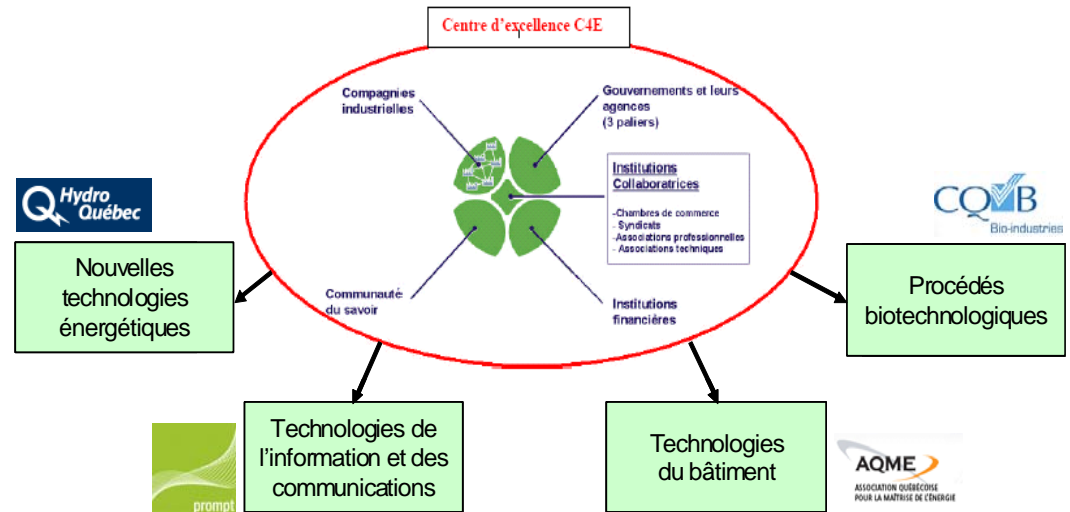 Centre d'excellence C4E
Compagnies
industrielles
Gouvernements et leurs
agences
(3 paliers)
Institutions
Collaboratrices
-Chambres de commerce
- Syndicats
-Associations professionnelles
- Associations techniques
Communauté
du savoir
Institutions
financières
Hydro
Québec
Nouvelles
technologies
énergétiques
CQVB
Bio-industries
Procédés
biotechnologiques
prompt
Technologies de
l'information et des
communications
Technologies
du bâtiment
AQME
ASSOCIATION QUÉBÉCOISE
POUR LA MAÎTRISE DE L'ÉNERGIE